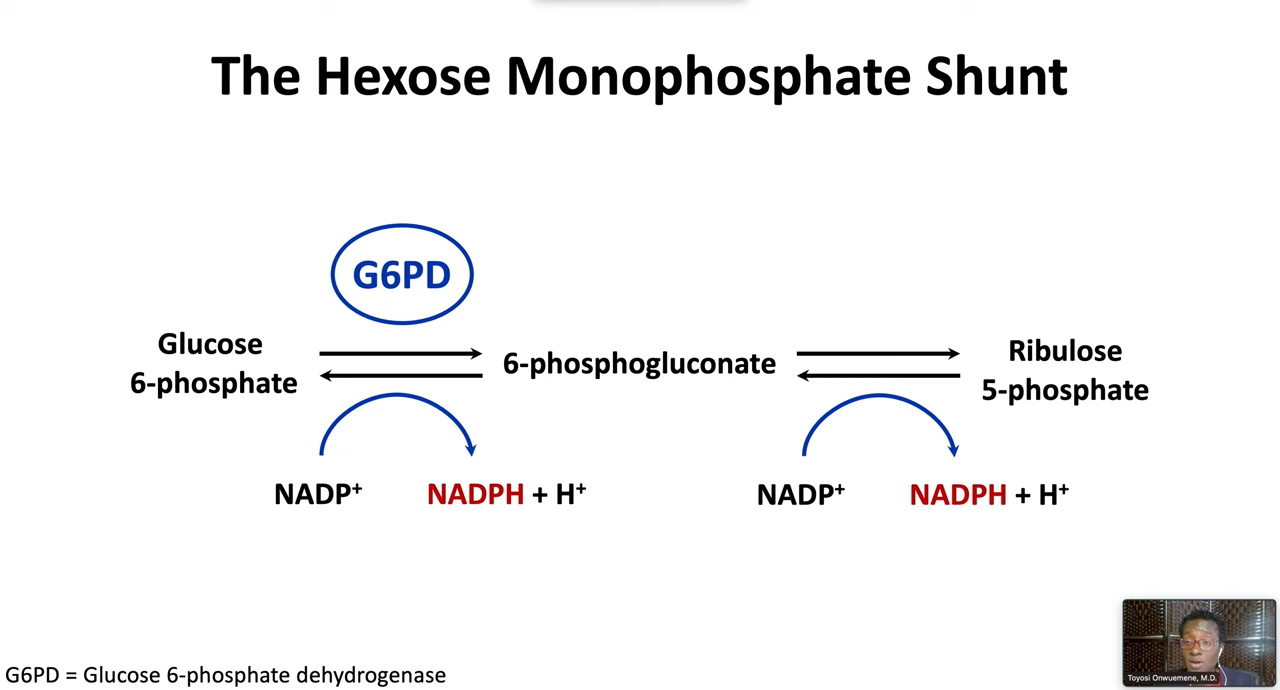 The Hexose Monophosphate Shunt
G6PD
Glucose
6-phosphate
6-phosphogluconate
Ribulose
5-phosphate
NADP⁺
NADPH + H⁺
NADP⁺
NADPH + H⁺
G6PD = Glucose 6-phosphate dehydrogenase
Toyosi Onwuemene, M.D.